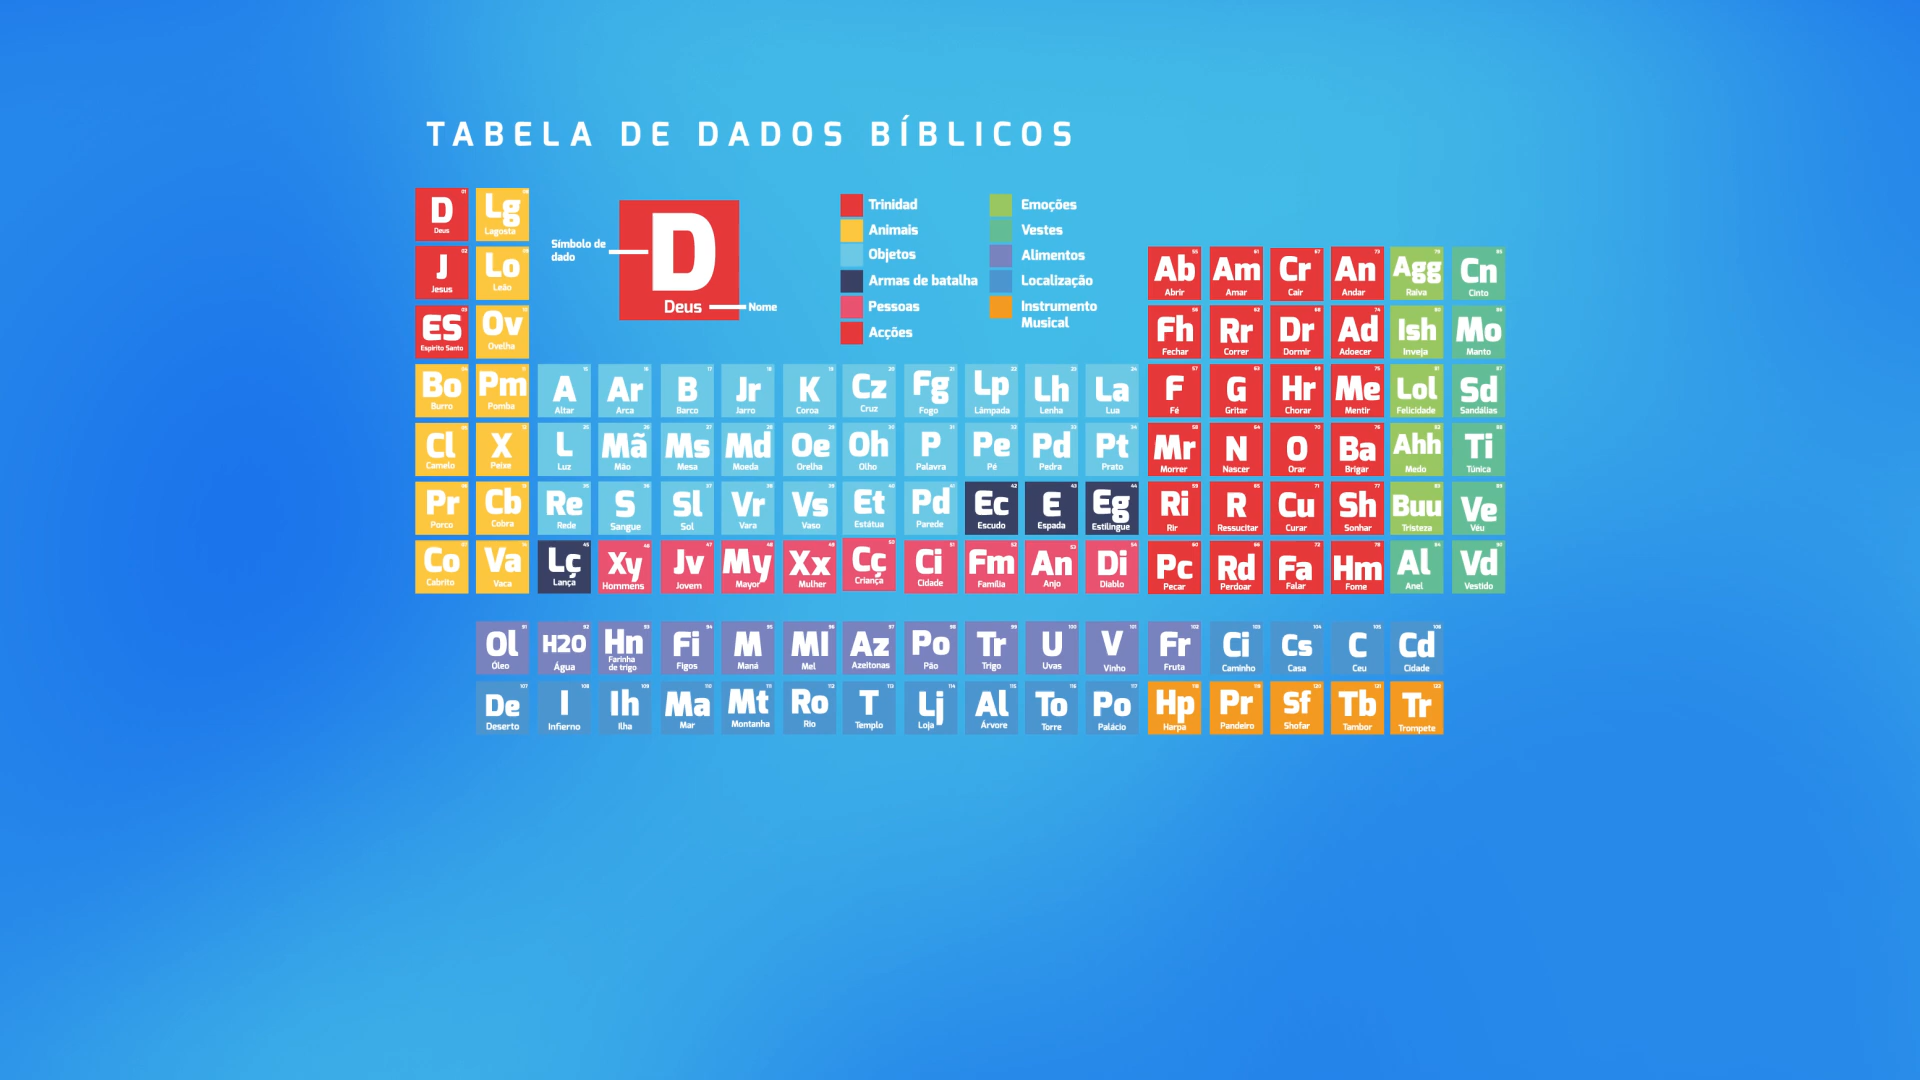 TABELA DE DADOS BÍBLICOS
Símbolo de
dado
D
Deus
Nome
Trinidad
Animais
Objetos
Armas de batalha
Pessoas
Acções
Emoções
Vestes
Alimentos
Localização
Instrumento
Musical
D Lg
Deus Lagosta
J Lo
Jesus Leão
ES Ov
Espírito Santo Ovelha
Ab Am Cr An Agg Cn
Abrir Amar Cair Andar Raiva Cinto
Fh Rr Dr Ad Ish Mo
Fechar Correr Dormir Adoecer Inveja Manto
Bo Pm A Ar B Jr K Cz Fg Lp Lh La F G Hr Me Lol Sd
Burro Pomba Altar Arca Barco Jarro Coroa Cruz Fogo Lâmpada Lenha Lua Fé Gritar Chorar Mentir Felicidade Sandálias
Cl X L Mã Ms Md Oe Oh P Pe Pd Pt Mr N O Ba Ahh Ti
Camelo Peixe Luz Mão Mesa Moeda Orelha Olho Palavra Pé Pedra Prato Morrer Nascer Orar Brigar Medo Túnica
Pr Cb Re S Sl Vr Vs Et Pd Ec E Eg Ri R Cu Sh Buu Ve
Porco Cobra Rede Sangue Sol Vara Vaso Estátua Parede Escudo Espada Estilingue Rir Ressucitar Curar Sonhar Tristeza Véu
Co Va Lç Xy Jv My Xx Cç Ci Fm An Di Pc Rd Fa Hm Al Vd
Cabrito Vaca Lança Hommens Jovem Mayor Mulher Criança Cidade Família Anjo Diablo Pecar Perdoar Falar Fome Anel Vestido
Ol H2O Hn Fi M Ml Az Po Tr U V Fr Ci Cs C Cd
Óleo Água Farinha de trigo Figos Maná Mel Azeitonas Pão Trigo Uvas Vinho Fruta Caminho Casa Ceu Cidade
De I Ih Ma Mt Ro T Lj Al To Po Hp Pr Sf Tb Tr
Deserto Infierno Ilha Mar Montanha Rio Templo Loja Árvore Torre Palácio Harpa Pandeiro Shofar Tambor Trompete